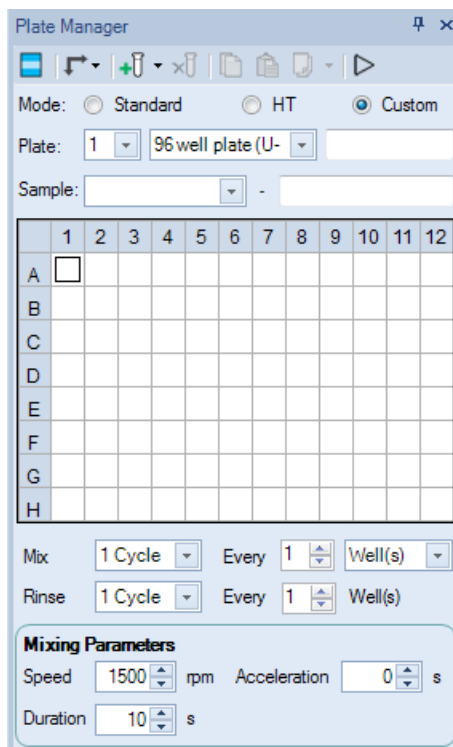 Plate Manager
Mode: Standard HT Custom
Plate: 1 96 well plate (U-
Sample: -
1 2 3 4 5 6 7 8 9 10 11 12
A
B
C
D
E
F
G
H
Mix 1 Cycle Every 1 Well(s)
Rinse 1 Cycle Every 1 Well(s)
Mixing Parameters
Speed 1500 rpm Acceleration 0 s
Duration 10 s